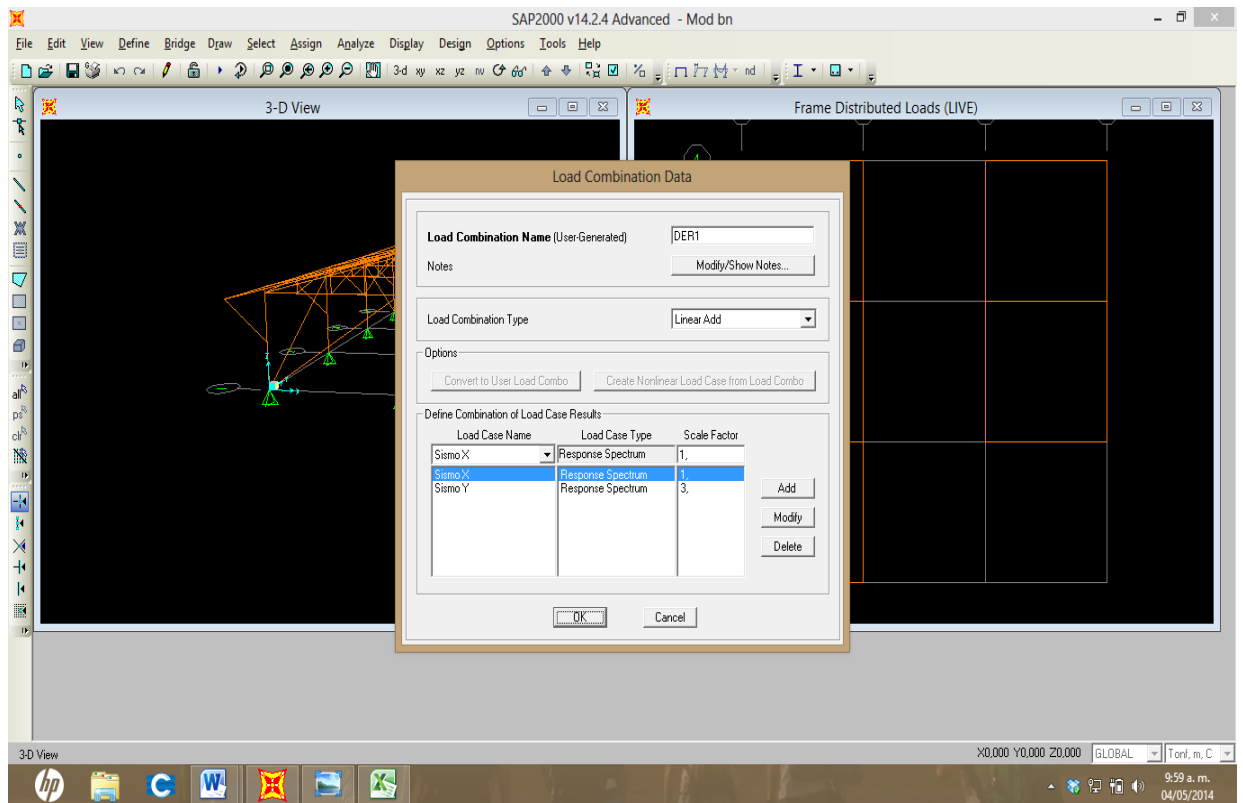 SAP2000 v14.2.4 Advanced - Mod bn
File Edit View Define Bridge Draw Select Assign Analyze Display Design Options Tools Help
3-d xy xz yz nv nd
3-D View
Frame Distributed Loads (LIVE)
4
Load Combination Data
Load Combination Name (User-Generated) DER1
Notes Modify/Show Notes...
Load Combination Type Linear Add
Options
Convert to User Load Combo Create Nonlinear Load Case from Load Combo
Define Combination of Load Case Results
Load Case Name Load Case Type Scale Factor
Sismo X Response Spectrum 1,
Sismo X Response Spectrum 1,
Sismo Y Response Spectrum 3,
Add
Modify
Delete
OK Cancel
all
ps
clr
3-D View X0,000 Y0,000 Z0,000 GLOBAL Tonf, m, C
hp
9:59 a. m.
04/05/2014